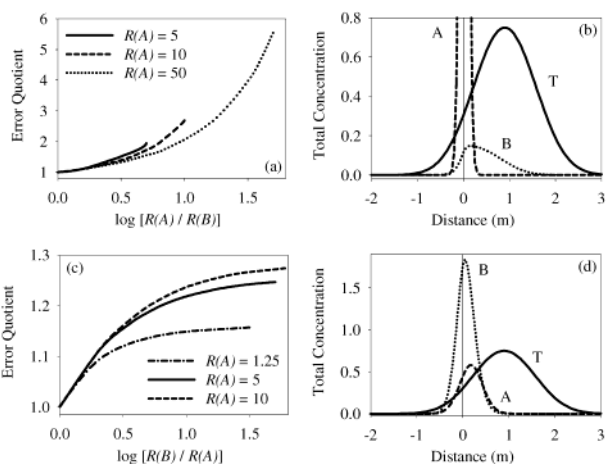 6
5
4
3
2
1
Error Quotient
R(A) = 5
R(A) = 10
R(A) = 50
(a)
0.0 0.5 1.0 1.5
log [R(A) / R(B)]
0.8
0.6
0.4
0.2
0.0
Total Concentration
A
(b)
T
B
-2 -1 0 1 2 3
Distance (m)
1.3
1.2
1.1
1.0
Error Quotient
(c)
R(A) = 1.25
R(A) = 5
R(A) = 10
0.0 0.5 1.0 1.5
log [R(B) / R(A)]
1.5
1.0
0.5
0.0
Total Concentration
B
(d)
T
A
-2 -1 0 1 2 3
Distance (m)